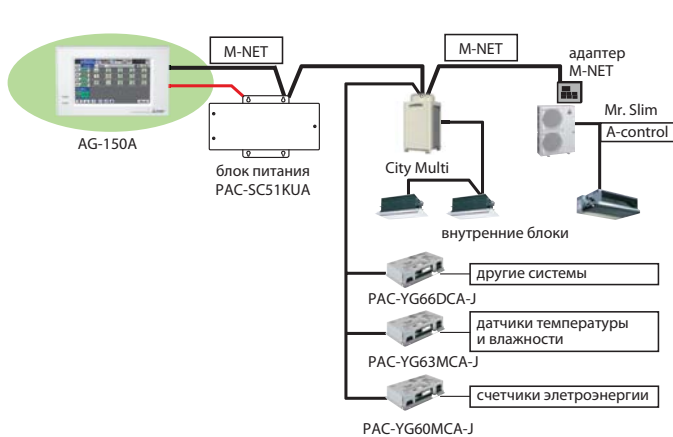 M-NET
M-NET
адаптер
M-NET
AG-150A
блок питания
PAC-SC51KUA
City Multi
Mr. Slim
A-control
внутренние блоки
другие системы
PAC-YG66DCA-J
датчики температуры
и влажности
PAC-YG63MCA-J
счетчики элетроэнергии
PAC-YG60MCA-J